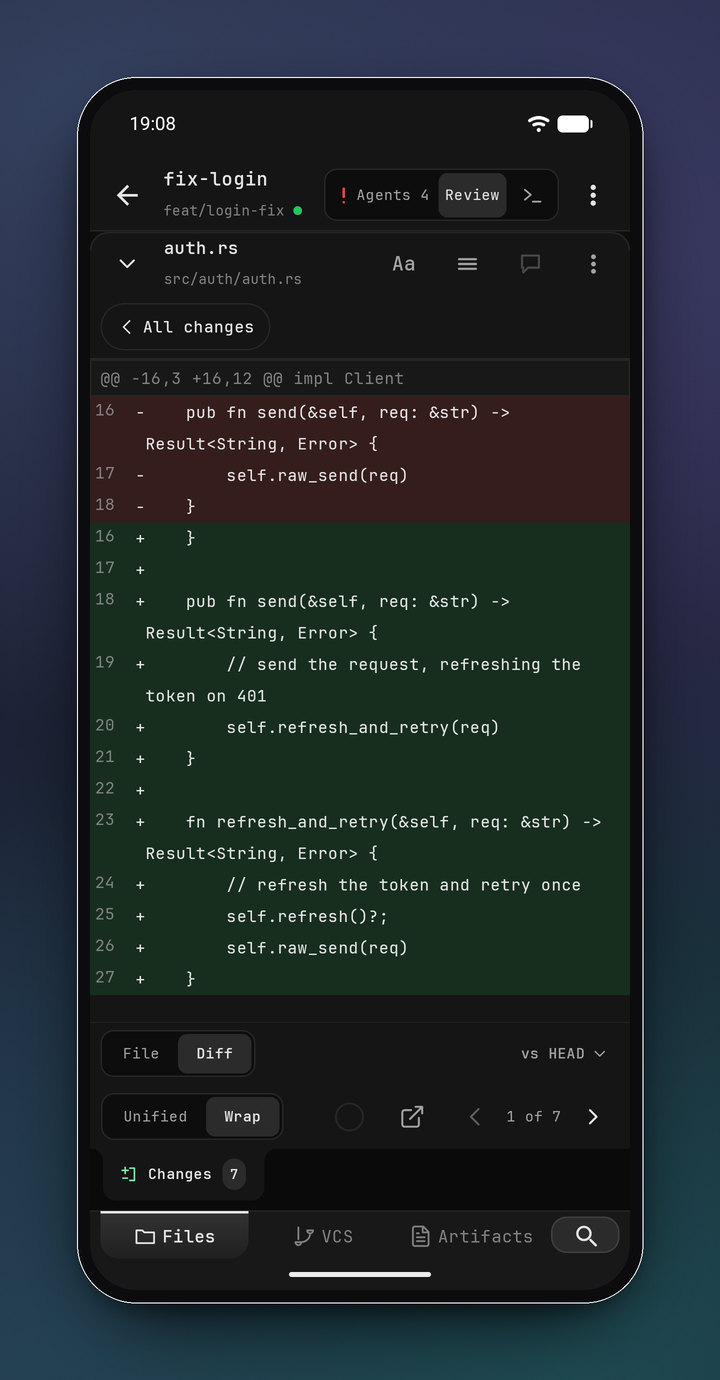 19:08
fix-login
feat/login-fix
! Agents 4 Review >_
auth.rs
src/auth/auth.rs
Aa
All changes
@@ -16,3 +16,12 @@ impl Client
16 - pub fn send(&self, req: &str) ->
Result<String, Error> {
17 - self.raw_send(req)
18 - }
16 + }
17 +
18 + pub fn send(&self, req: &str) ->
Result<String, Error> {
19 + // send the request, refreshing the
token on 401
20 + self.refresh_and_retry(req)
21 + }
22 +
23 + fn refresh_and_retry(&self, req: &str) ->
Result<String, Error> {
24 + // refresh the token and retry once
25 + self.refresh()?;
26 + self.raw_send(req)
27 + }
File Diff vs HEAD
Unified Wrap 1 of 7
Changes 7
Files VCS Artifacts